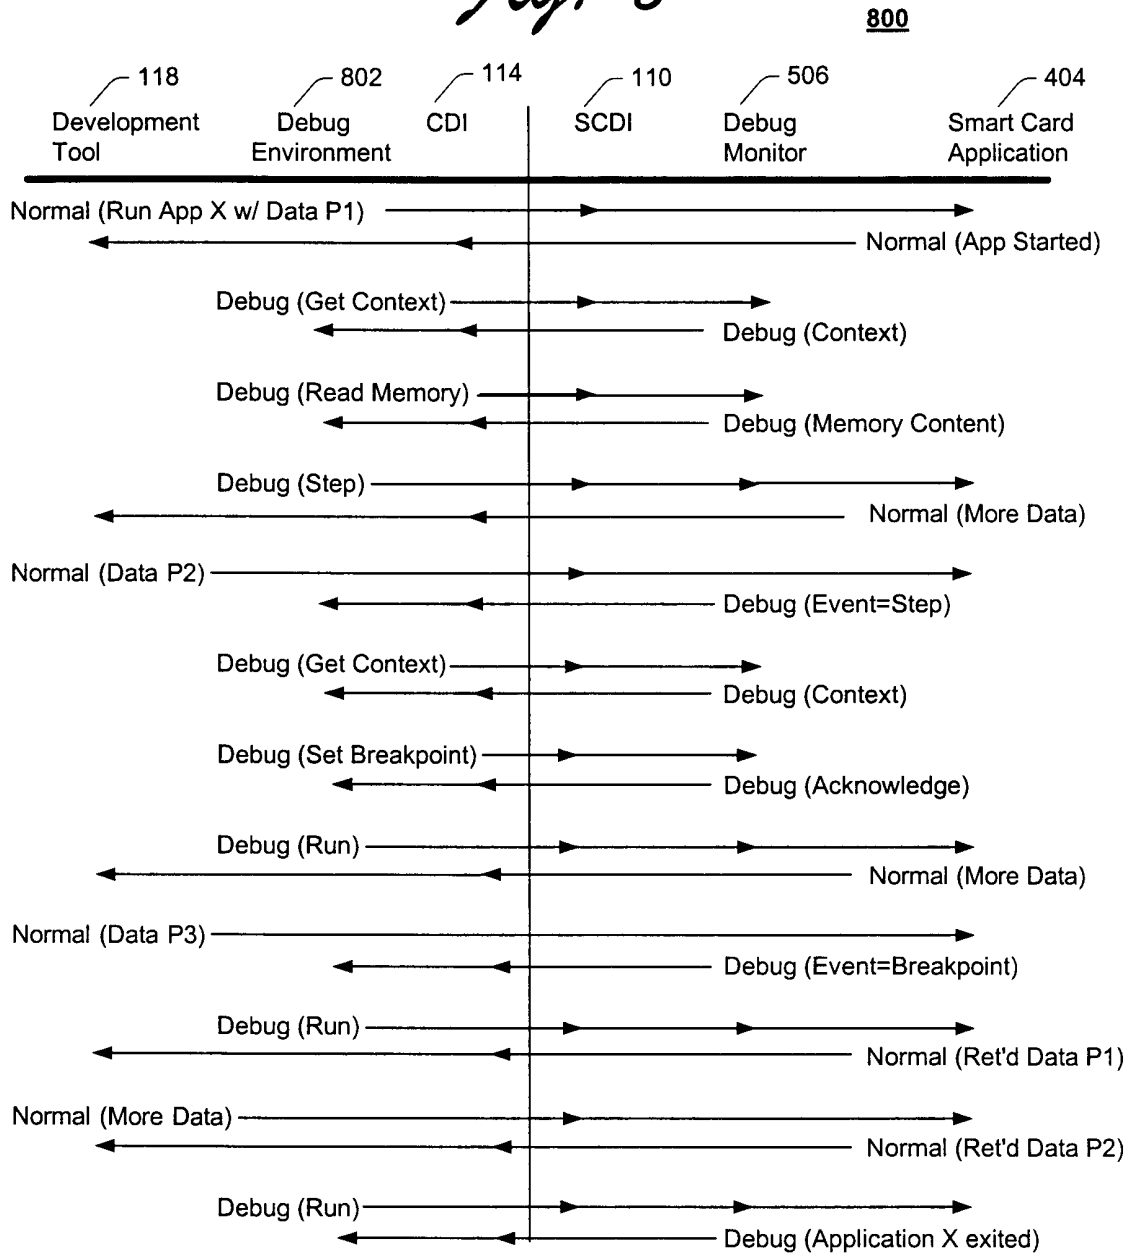 800
118 802 114 110 506 404
Development Tool
Debug Environment
CDI
SCDI
Debug Monitor
Smart Card Application
Normal (Run App X w/ Data P1)
Normal (App Started)
Debug (Get Context)
Debug (Context)
Debug (Read Memory)
Debug (Memory Content)
Debug (Step)
Normal (More Data)
Normal (Data P2)
Debug (Event=Step)
Debug (Get Context)
Debug (Context)
Debug (Set Breakpoint)
Debug (Acknowledge)
Debug (Run)
Normal (More Data)
Normal (Data P3)
Debug (Event=Breakpoint)
Debug (Run)
Normal (Ret'd Data P1)
Normal (More Data)
Normal (Ret'd Data P2)
Debug (Run)
Debug (Application X exited)